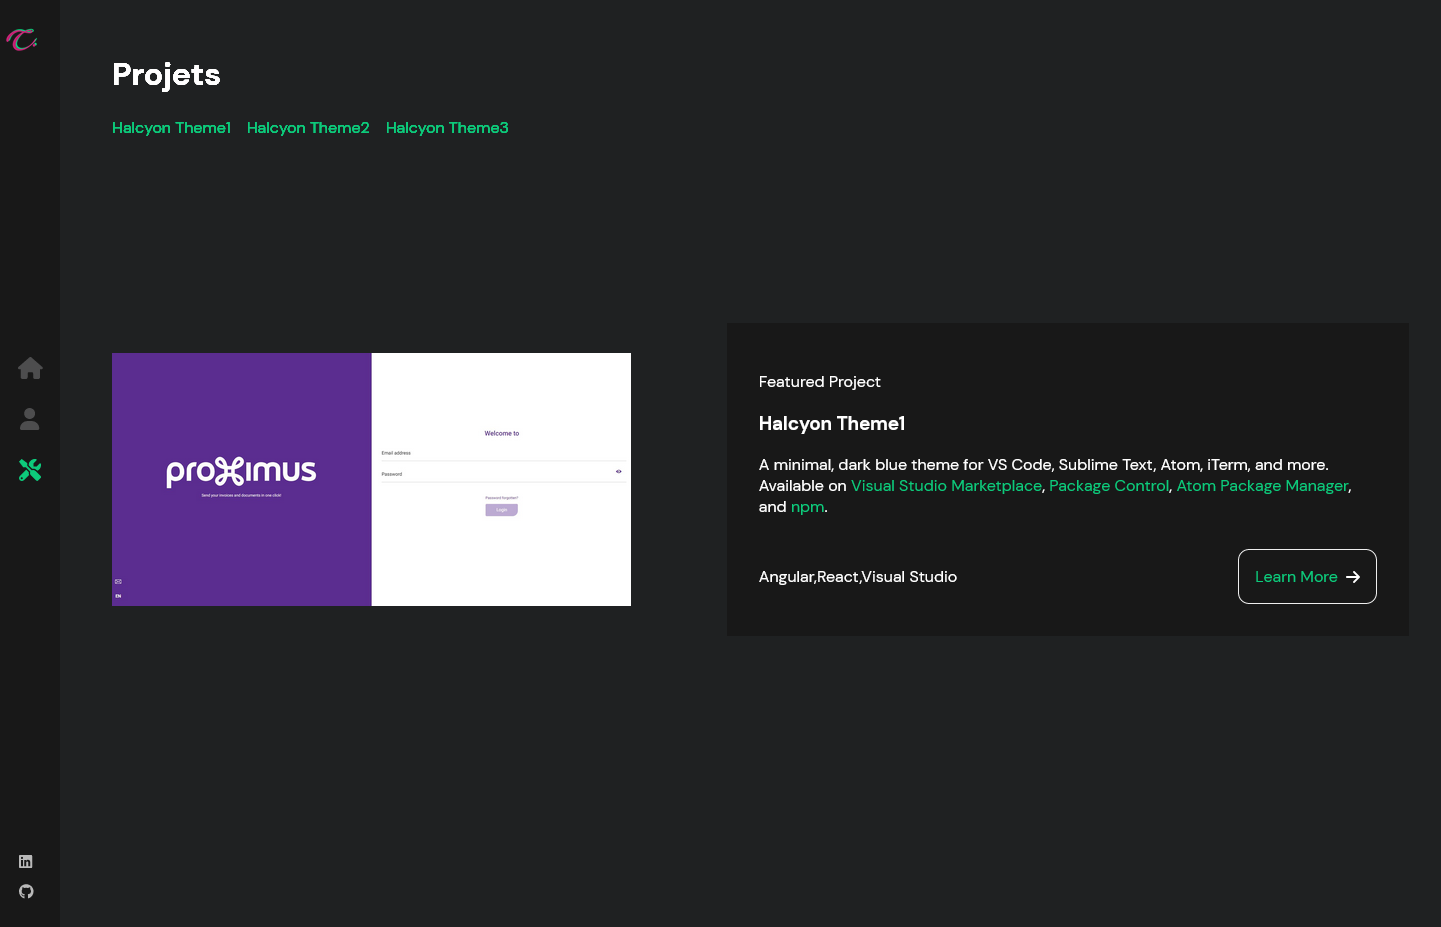 Projets
Halcyon Theme1 Halcyon Theme2 Halcyon Theme3
proximus
Send your invoices and documents in one click!
EN
Welcome to
Email address
Password
Password forgotten?
Login
Featured Project
Halcyon Theme1
A minimal, dark blue theme for VS Code, Sublime Text, Atom, iTerm, and more.
Available on Visual Studio Marketplace, Package Control, Atom Package Manager,
and npm.
Angular,React,Visual Studio
Learn More